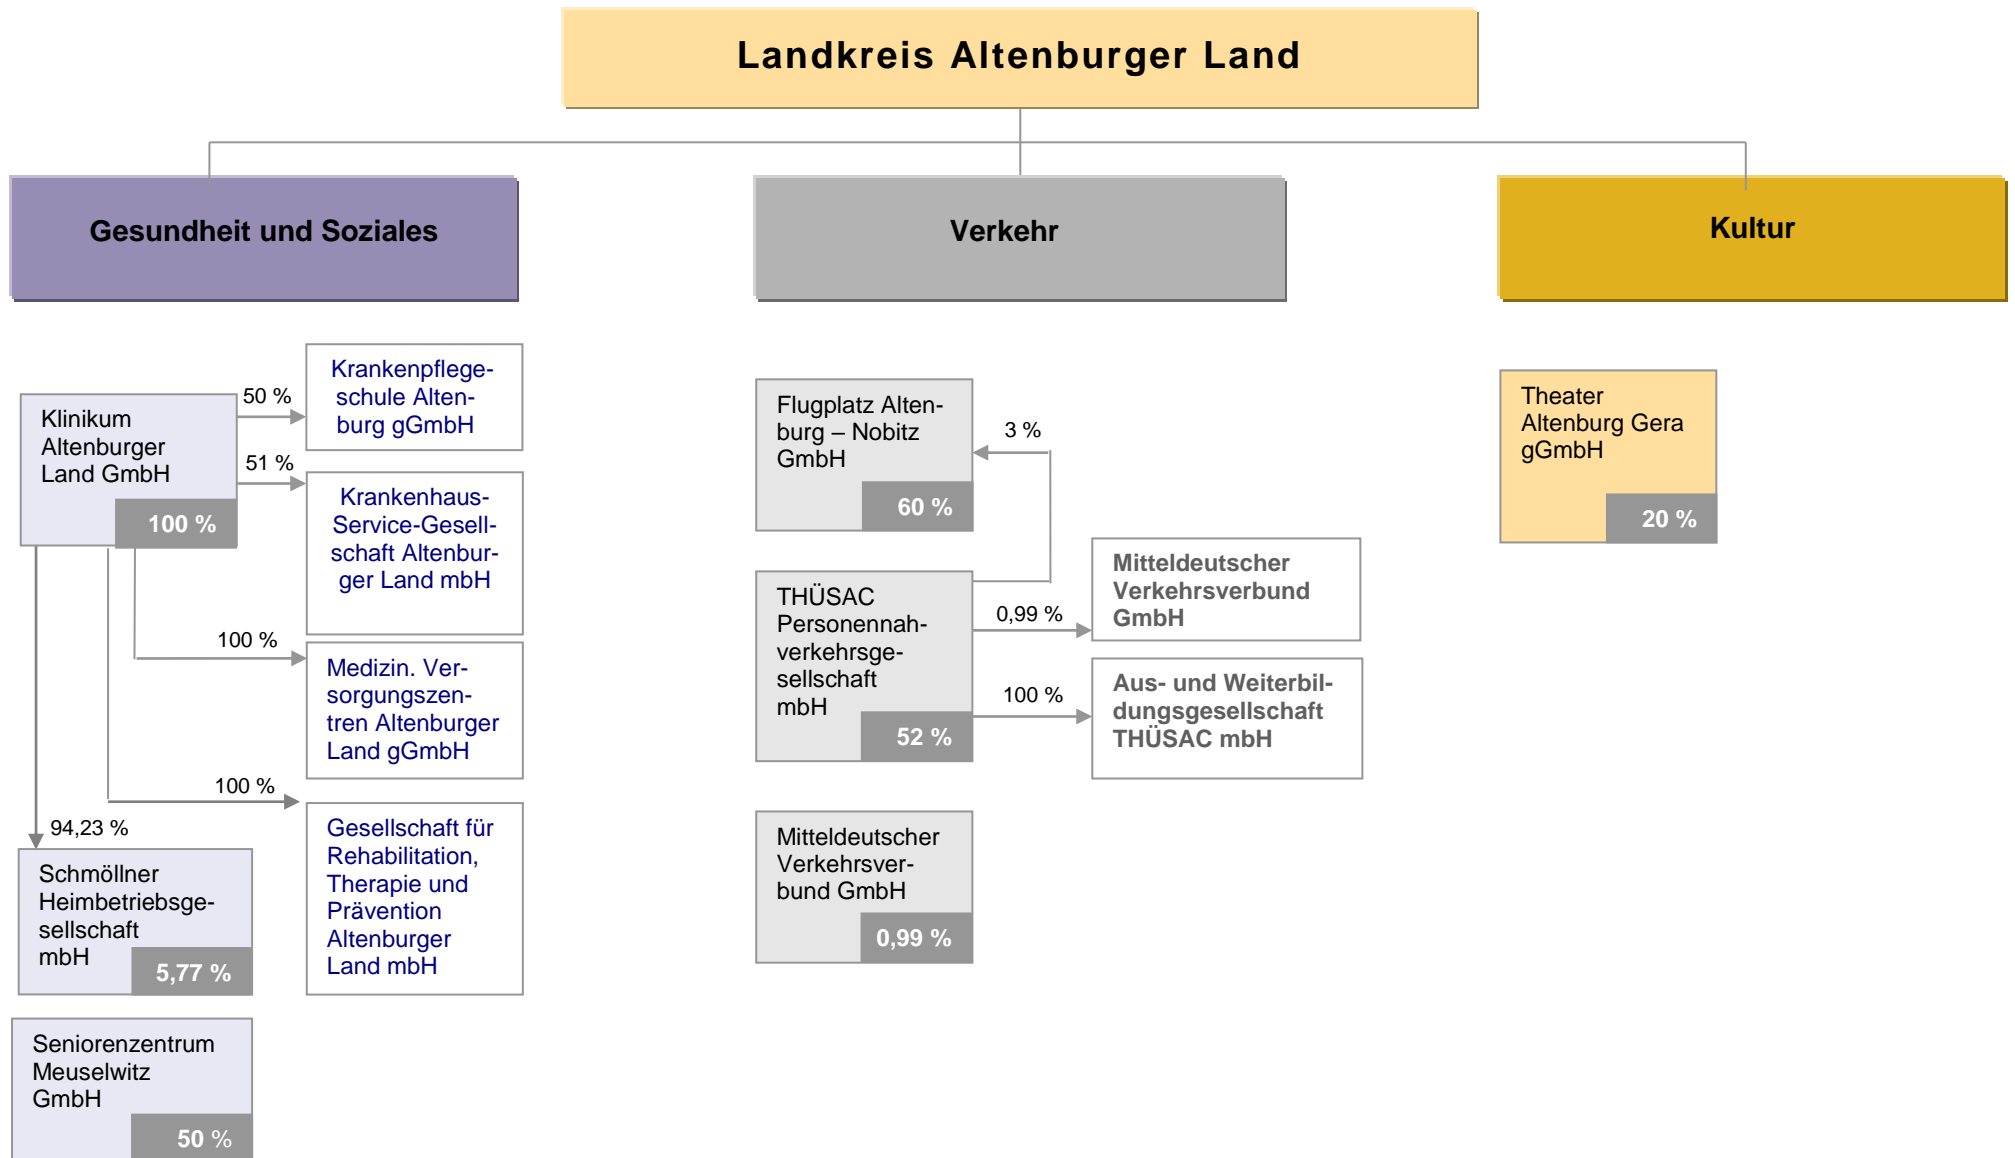 Landkreis Altenburger Land
Gesundheit und Soziales
Verkehr
Kultur
Klinikum
Altenburger
Land GmbH
100 %
50 %
Krankenpflege-
schule Alten-
burg gGmbH
51 %
Krankenhaus-
Service-Gesell-
schaft Altenbur-
ger Land mbH
100 %
Medizin. Ver-
sorgungszen-
tren Altenburger
Land gGmbH
100 %
Gesellschaft für
Rehabilitation,
Therapie und
Prävention
Altenburger
Land mbH
94,23 %
Schmöllner
Heimbetriebsge-
sellschaft
mbH
5,77 %
Seniorenzentrum
Meuselwitz
GmbH
50 %
Flugplatz Alten-
burg – Nobitz
GmbH
60 %
3 %
THÜSAC
Personennah-
verkehrsge-
sellschaft
mbH
52 %
0,99 %
Mitteldeutscher
Verkehrsverbund
GmbH
100 %
Aus- und Weiterbil-
dungsgesellschaft
THÜSAC mbH
Mitteldeutscher
Verkehrsver-
bund GmbH
0,99 %
Theater
Altenburg Gera
gGmbH
20 %